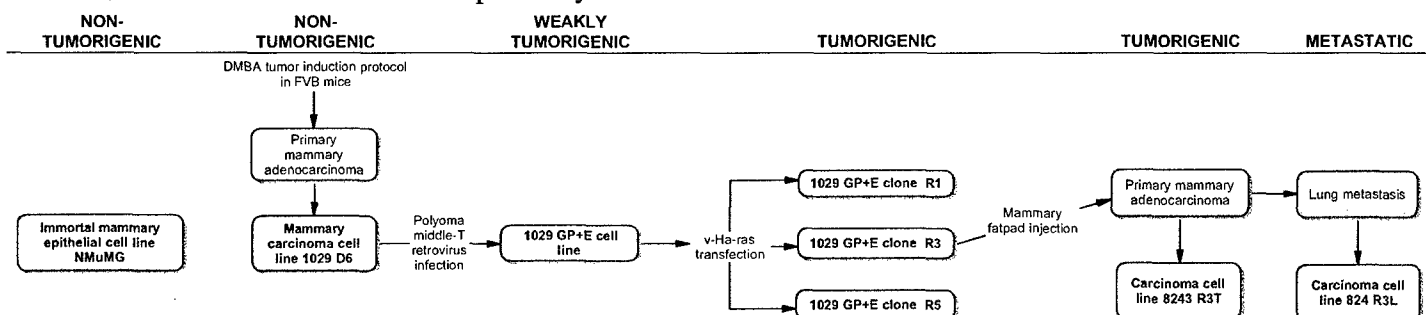 NON-
TUMORIGENIC
NON-
TUMORIGENIC
WEAKLY
TUMORIGENIC
TUMORIGENIC
TUMORIGENIC
METASTATIC
DMBA tumor induction protocol
in FVB mice
Primary
mammary
adenocarcinoma
Immortal mammary
epithelial cell line
NMuMG
Mammary
carcinoma cell
line 1029 D6
Polyoma
middle-T
retrovirus
infection
1029 GP+E cell
line
v-Ha-ras
transfection
1029 GP+E clone R1
1029 GP+E clone R3
1029 GP+E clone R5
Mammary
fatpad injection
Primary mammary
adenocarcinoma
Lung metastasis
Carcinoma cell
line 8243 R3T
Carcinoma cell
line 824 R3L